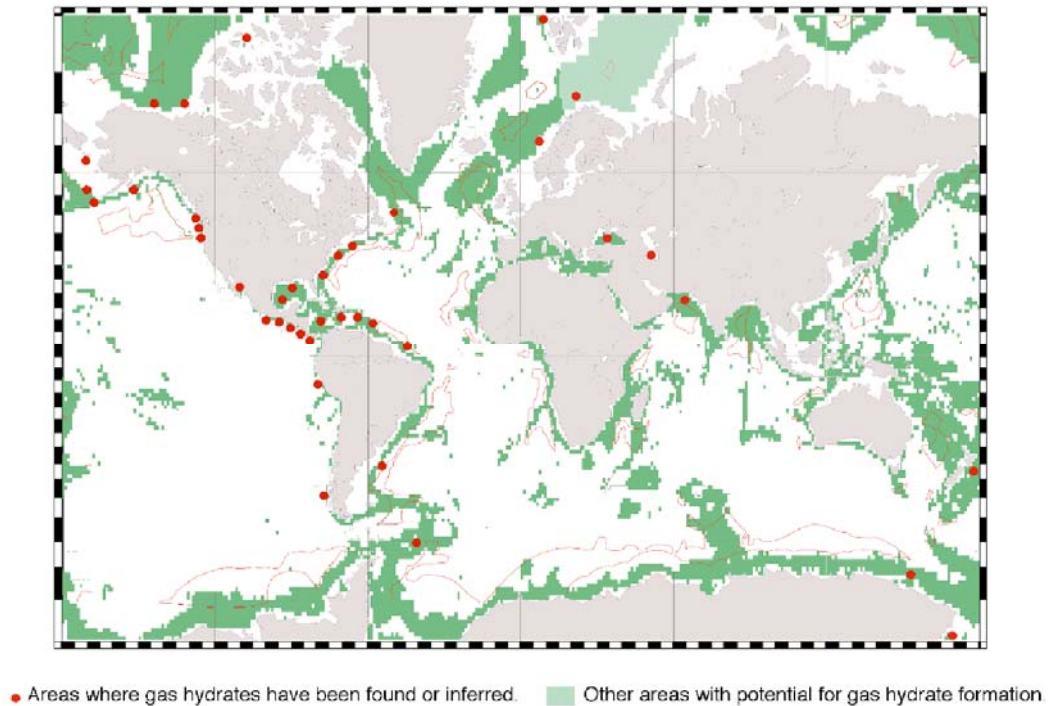 Areas where gas hydrates have been found or inferred.
Other areas with potential for gas hydrate formation.